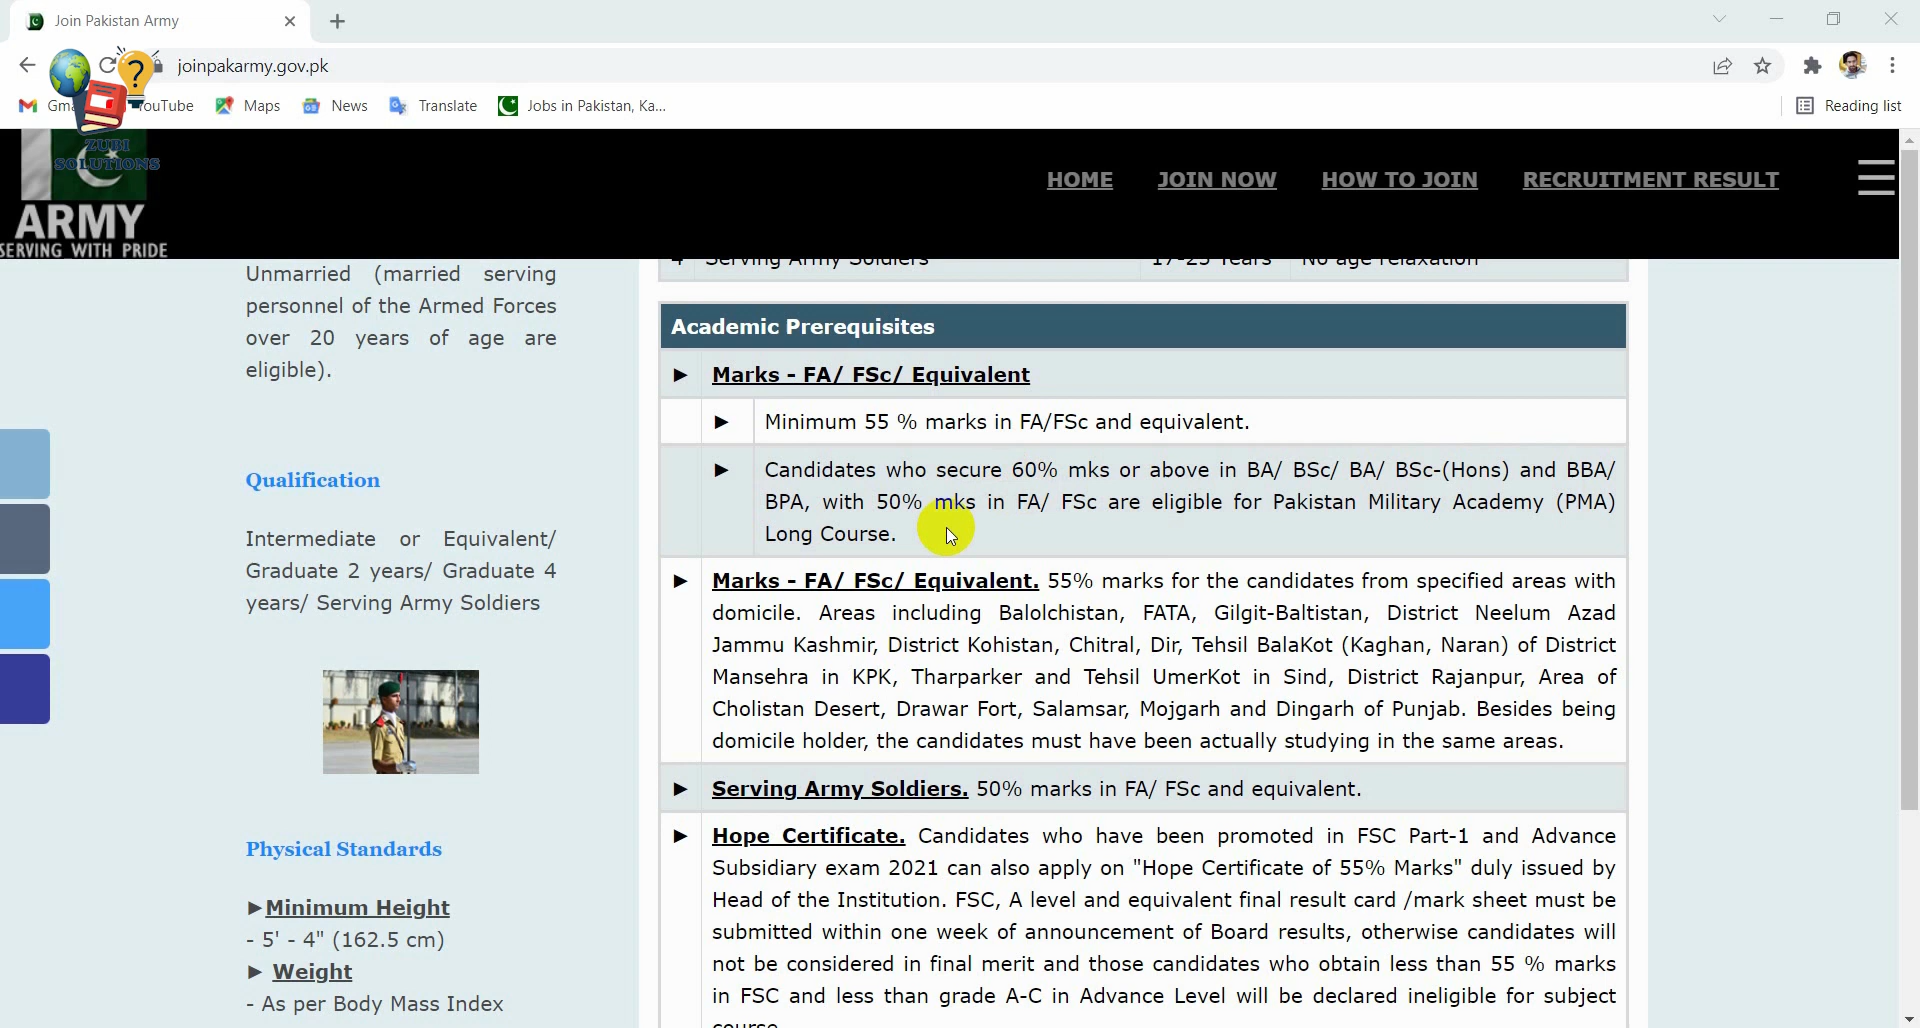 Join Pakistan Army
joinpakarmy.gov.pk
YouTube
Maps
News
Translate
Jobs in Pakistan, Ka...
Reading list
ZUBI
SOLUTIONS
ARMY
SERVING WITH PRIDE
HOME
JOIN NOW
HOW TO JOIN
RECRUITMENT RESULT
Unmarried (married serving
personnel of the Armed Forces
over 20 years of age are
eligible).
Qualification
Intermediate or Equivalent/
Graduate 2 years/ Graduate 4
years/ Serving Army Soldiers
Physical Standards
►Minimum Height
- 5' - 4" (162.5 cm)
► Weight
- As per Body Mass Index
4 Serving Army Soldiers 17-25 Years No age relaxation
Academic Prerequisites
► Marks - FA/ FSc/ Equivalent
► Minimum 55 % marks in FA/FSc and equivalent.
► Candidates who secure 60% mks or above in BA/ BSc/ BA/ BSc-(Hons) and BBA/
BPA, with 50% mks in FA/ FSc are eligible for Pakistan Military Academy (PMA)
Long Course.
► Marks - FA/ FSc/ Equivalent. 55% marks for the candidates from specified areas with
domicile. Areas including Balolchistan, FATA, Gilgit-Baltistan, District Neelum Azad
Jammu Kashmir, District Kohistan, Chitral, Dir, Tehsil BalaKot (Kaghan, Naran) of District
Mansehra in KPK, Tharparker and Tehsil UmerKot in Sind, District Rajanpur, Area of
Cholistan Desert, Drawar Fort, Salamsar, Mojgarh and Dingarh of Punjab. Besides being
domicile holder, the candidates must have been actually studying in the same areas.
► Serving Army Soldiers. 50% marks in FA/ FSc and equivalent.
► Hope Certificate. Candidates who have been promoted in FSC Part-1 and Advance
Subsidiary exam 2021 can also apply on "Hope Certificate of 55% Marks" duly issued by
Head of the Institution. FSC, A level and equivalent final result card /mark sheet must be
submitted within one week of announcement of Board results, otherwise candidates will
not be considered in final merit and those candidates who obtain less than 55 % marks
in FSC and less than grade A-C in Advance Level will be declared ineligible for subject
course.